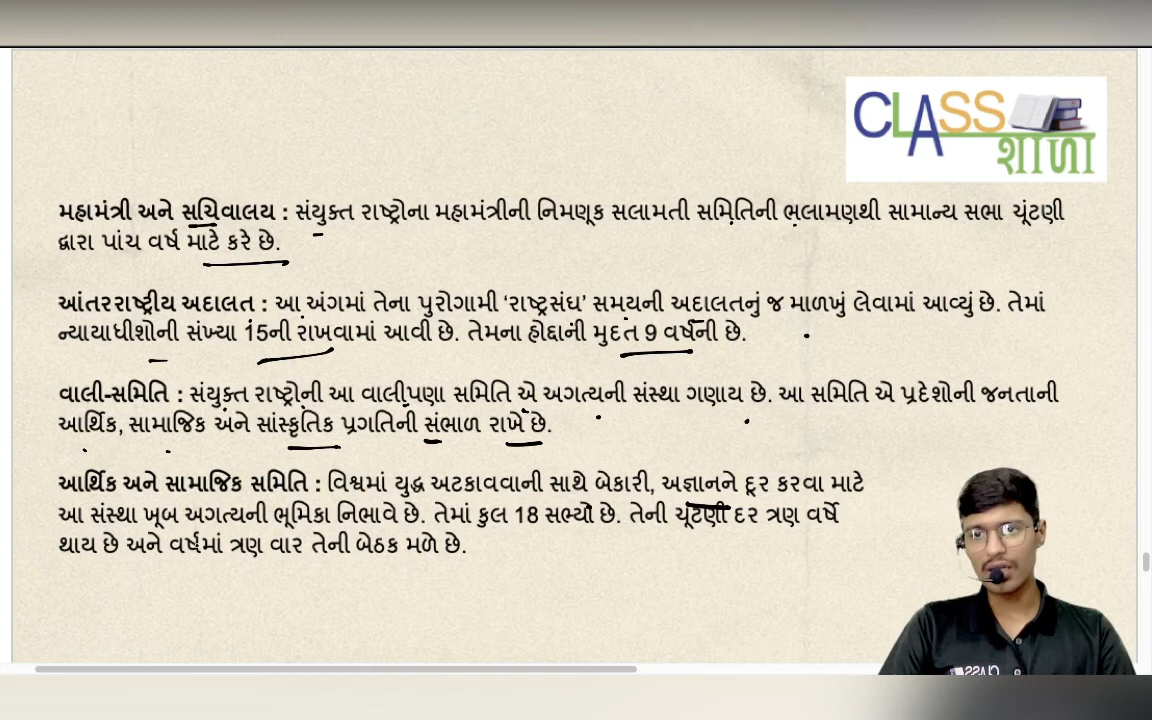 CLASS
શાળા
મહામંત્રી અને સચિવાલય : સંયુક્ત રાષ્ટ્રોના મહામંત્રીની નિમણૂક સલામતી સમિતિની ભલામણથી સામાન્ય સભા ચૂંટણી
દ્વારા પાંચ વર્ષ માટે કરે છે.
આંતરરાષ્ટ્રીય અદાલત : આ અંગમાં તેના પુરોગામી ‘રાષ્ટ્રસંઘ’ સમયની અદાલતનું જ માળખું લેવામાં આવ્યું છે. તેમાં
ન્યાયાધીશોની સંખ્યા 15ની રાખવામાં આવી છે. તેમના હોદ્દાની મુદત 9 વર્ષની છે.
વાલી-સમિતિ : સંયુક્ત રાષ્ટ્રોની આ વાલીપણા સમિતિ એ અગત્યની સંસ્થા ગણાય છે. આ સમિતિ એ પ્રદેશોની જનતાની
આર્થિક, સામાજિક અને સાંસ્કૃતિક પ્રગતિની સંભાળ રાખે છે.
આર્થિક અને સામાજિક સમિતિ : વિશ્વમાં યુદ્ધ અટકાવવાની સાથે બેકારી, અજ્ઞાનને દૂર કરવા માટે
આ સંસ્થા ખૂબ અગત્યની ભૂમિકા નિભાવે છે. તેમાં કુલ 18 સભ્યો છે. તેની ચૂંટણી દર ત્રણ વર્ષે
થાય છે અને વર્ષમાં ત્રણ વાર તેની બેઠક મળે છે.